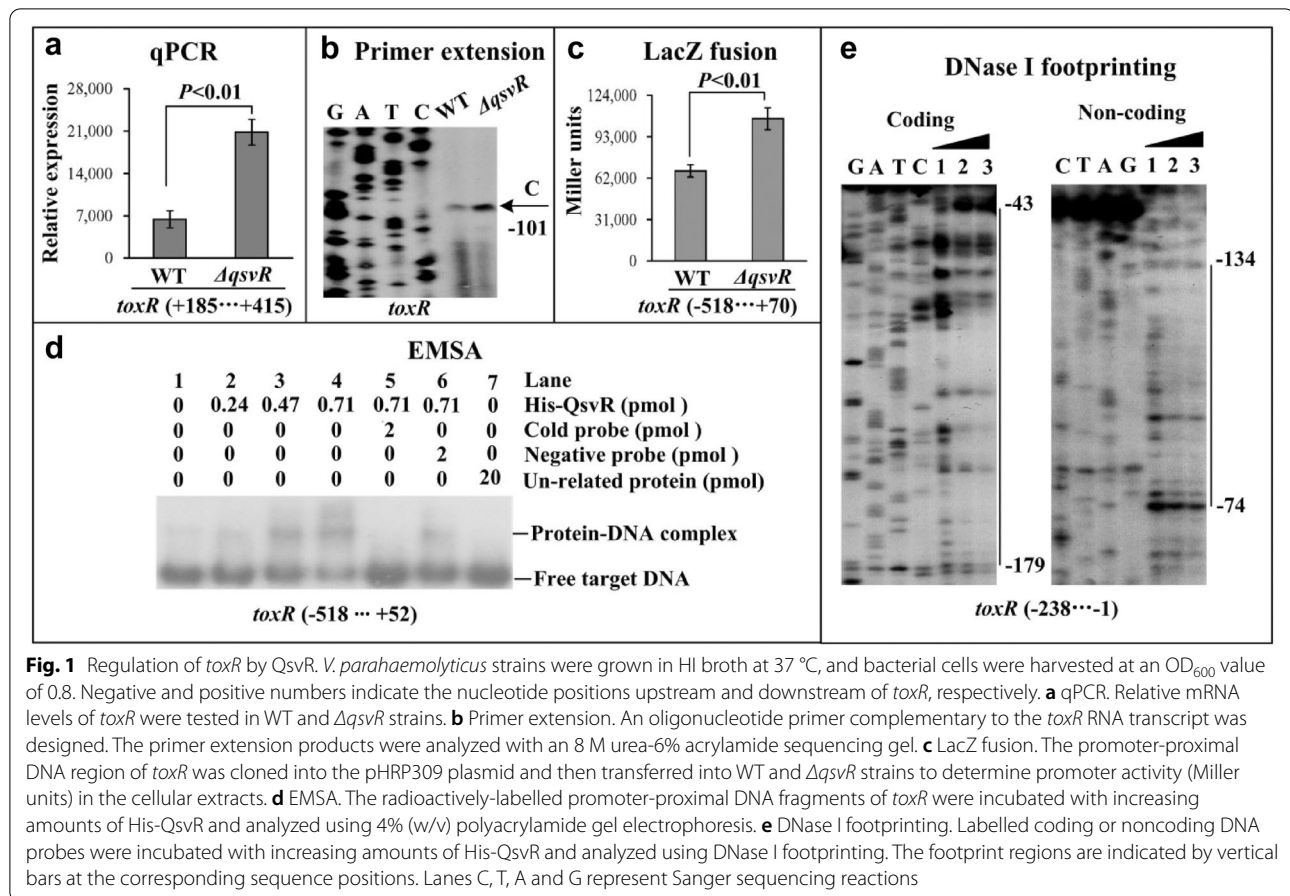 a
qPCR
28,000
21,000
14,000
7,000
0
Relative expression
P<0.01
WT ΔqsvR
toxR (+185···+415)
b Primer extension
G A T C WT ΔqsvR
C
-101
toxR
c
LacZ fusion
124,000
93,000
62,000
31,000
0
Miller units
P<0.01
WT ΔqsvR
toxR (-518···+70)
d
EMSA
1 2 3 4 5 6 7 Lane
0 0.24 0.47 0.71 0.71 0.71 0 His-QsvR (pmol )
0 0 0 0 2 0 0 Cold probe (pmol )
0 0 0 0 0 2 0 Negative probe (pmol )
0 0 0 0 0 0 20 Un-related protein (pmol)
Protein-DNA complex
Free target DNA
toxR (-518 ··· +52)
e
DNase I footprinting
Coding Non-coding
G A T C 1 2 3 C T A G 1 2 3
-43
-179
-134
-74
toxR (-238···-1)
Fig. 1 Regulation of toxR by QsvR. V. parahaemolyticus strains were grown in HI broth at 37 °C, and bacterial cells were harvested at an OD600 value
of 0.8. Negative and positive numbers indicate the nucleotide positions upstream and downstream of toxR, respectively. a qPCR. Relative mRNA
levels of toxR were tested in WT and ΔqsvR strains. b Primer extension. An oligonucleotide primer complementary to the toxR RNA transcript was
designed. The primer extension products were analyzed with an 8 M urea-6% acrylamide sequencing gel. c LacZ fusion. The promoter-proximal
DNA region of toxR was cloned into the pHRP309 plasmid and then transferred into WT and ΔqsvR strains to determine promoter activity (Miller
units) in the cellular extracts. d EMSA. The radioactively-labelled promoter-proximal DNA fragments of toxR were incubated with increasing
amounts of His-QsvR and analyzed using 4% (w/v) polyacrylamide gel electrophoresis. e DNase I footprinting. Labelled coding or noncoding DNA
probes were incubated with increasing amounts of His-QsvR and analyzed using DNase I footprinting. The footprint regions are indicated by vertical
bars at the corresponding sequence positions. Lanes C, T, A and G represent Sanger sequencing reactions